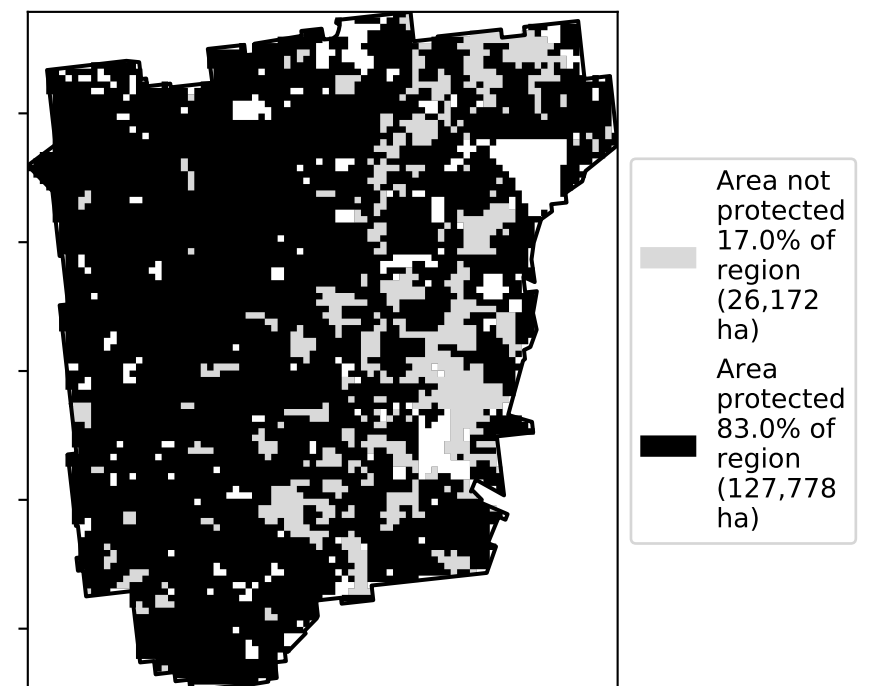 Area not
protected
17.0% of
region
(26,172
ha)
Area
protected
83.0% of
region
(127,778
ha)